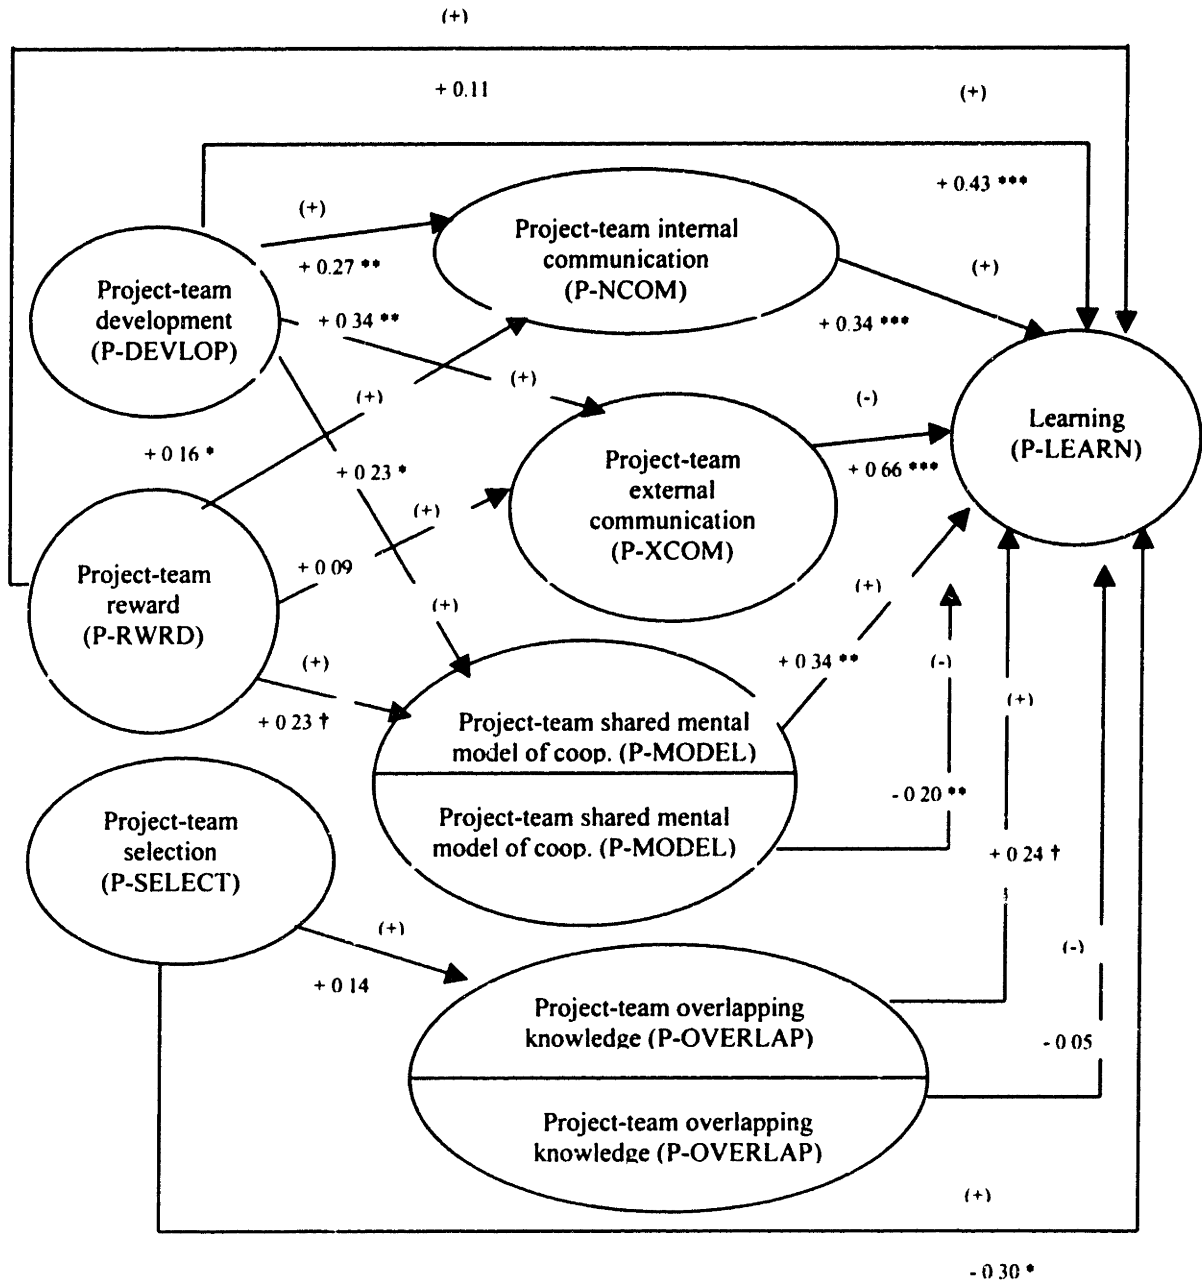 (+)
+ 0.11
(+)
+ 0.43 ***
(+)
+ 0.27 **
Project-team internal
communication
(P-NCOM)
(+)
+ 0.34 ***
Project-team
development
(P-DEVLOP)
+ 0 34 **
(+)
(+)
(-)
+ 0 66 ***
Learning
(P-LEARN)
+ 0 16 *
+ 0 23 *
Project-team
external
communication
(P-XCOM)
(+)
+ 0 09
Project-team
reward
(P-RWRD)
(+)
(+)
(+)
+ 0 23 †
+ 0 34 **
(-)
(+)
Project-team shared mental
model of coop. (P-MODEL)
- 0 20 **
Project-team shared mental
model of coop. (P-MODEL)
+ 0 24 †
Project-team
selection
(P-SELECT)
(+)
+ 0 14
(-)
- 0 05
Project-team overlapping
knowledge (P-OVERLAP)
Project-team overlapping
knowledge (P-OVERLAP)
(+)
- 0 30 *